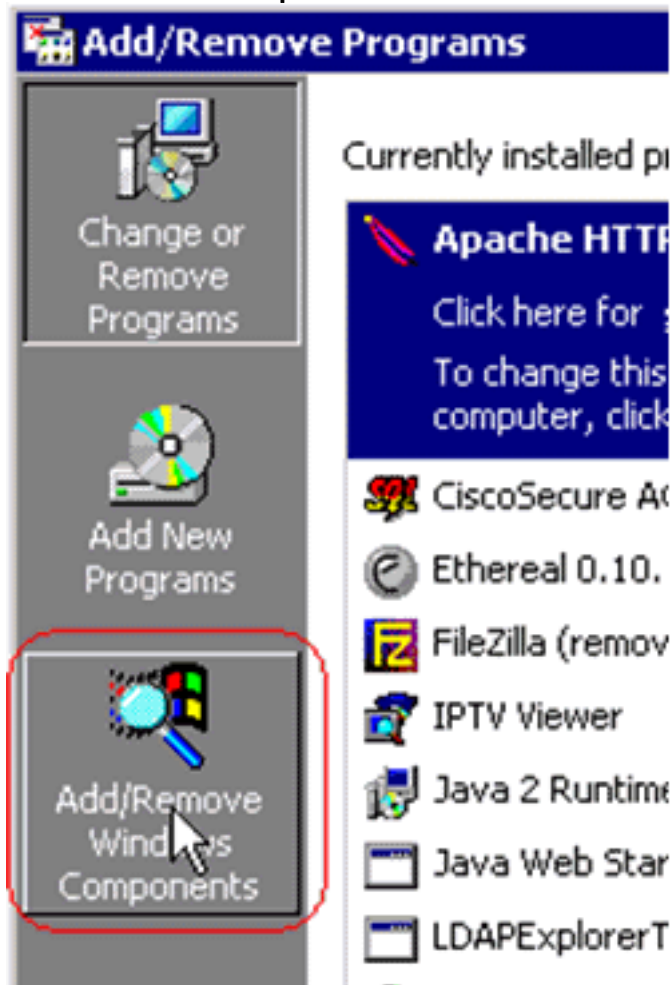 Add/Remove Programs
Change or
Remove
Programs
Add New
Programs
Add/Remove
Windows
Components
Currently installed
Apache HTTP
Click here for
To change this
computer, click
SQL
CiscoSecure
Ethereal 0.10.
FZ
FileZilla (remov
IPTV Viewer
Java 2 Runtime
Java Web Star
LDAPExplorerT